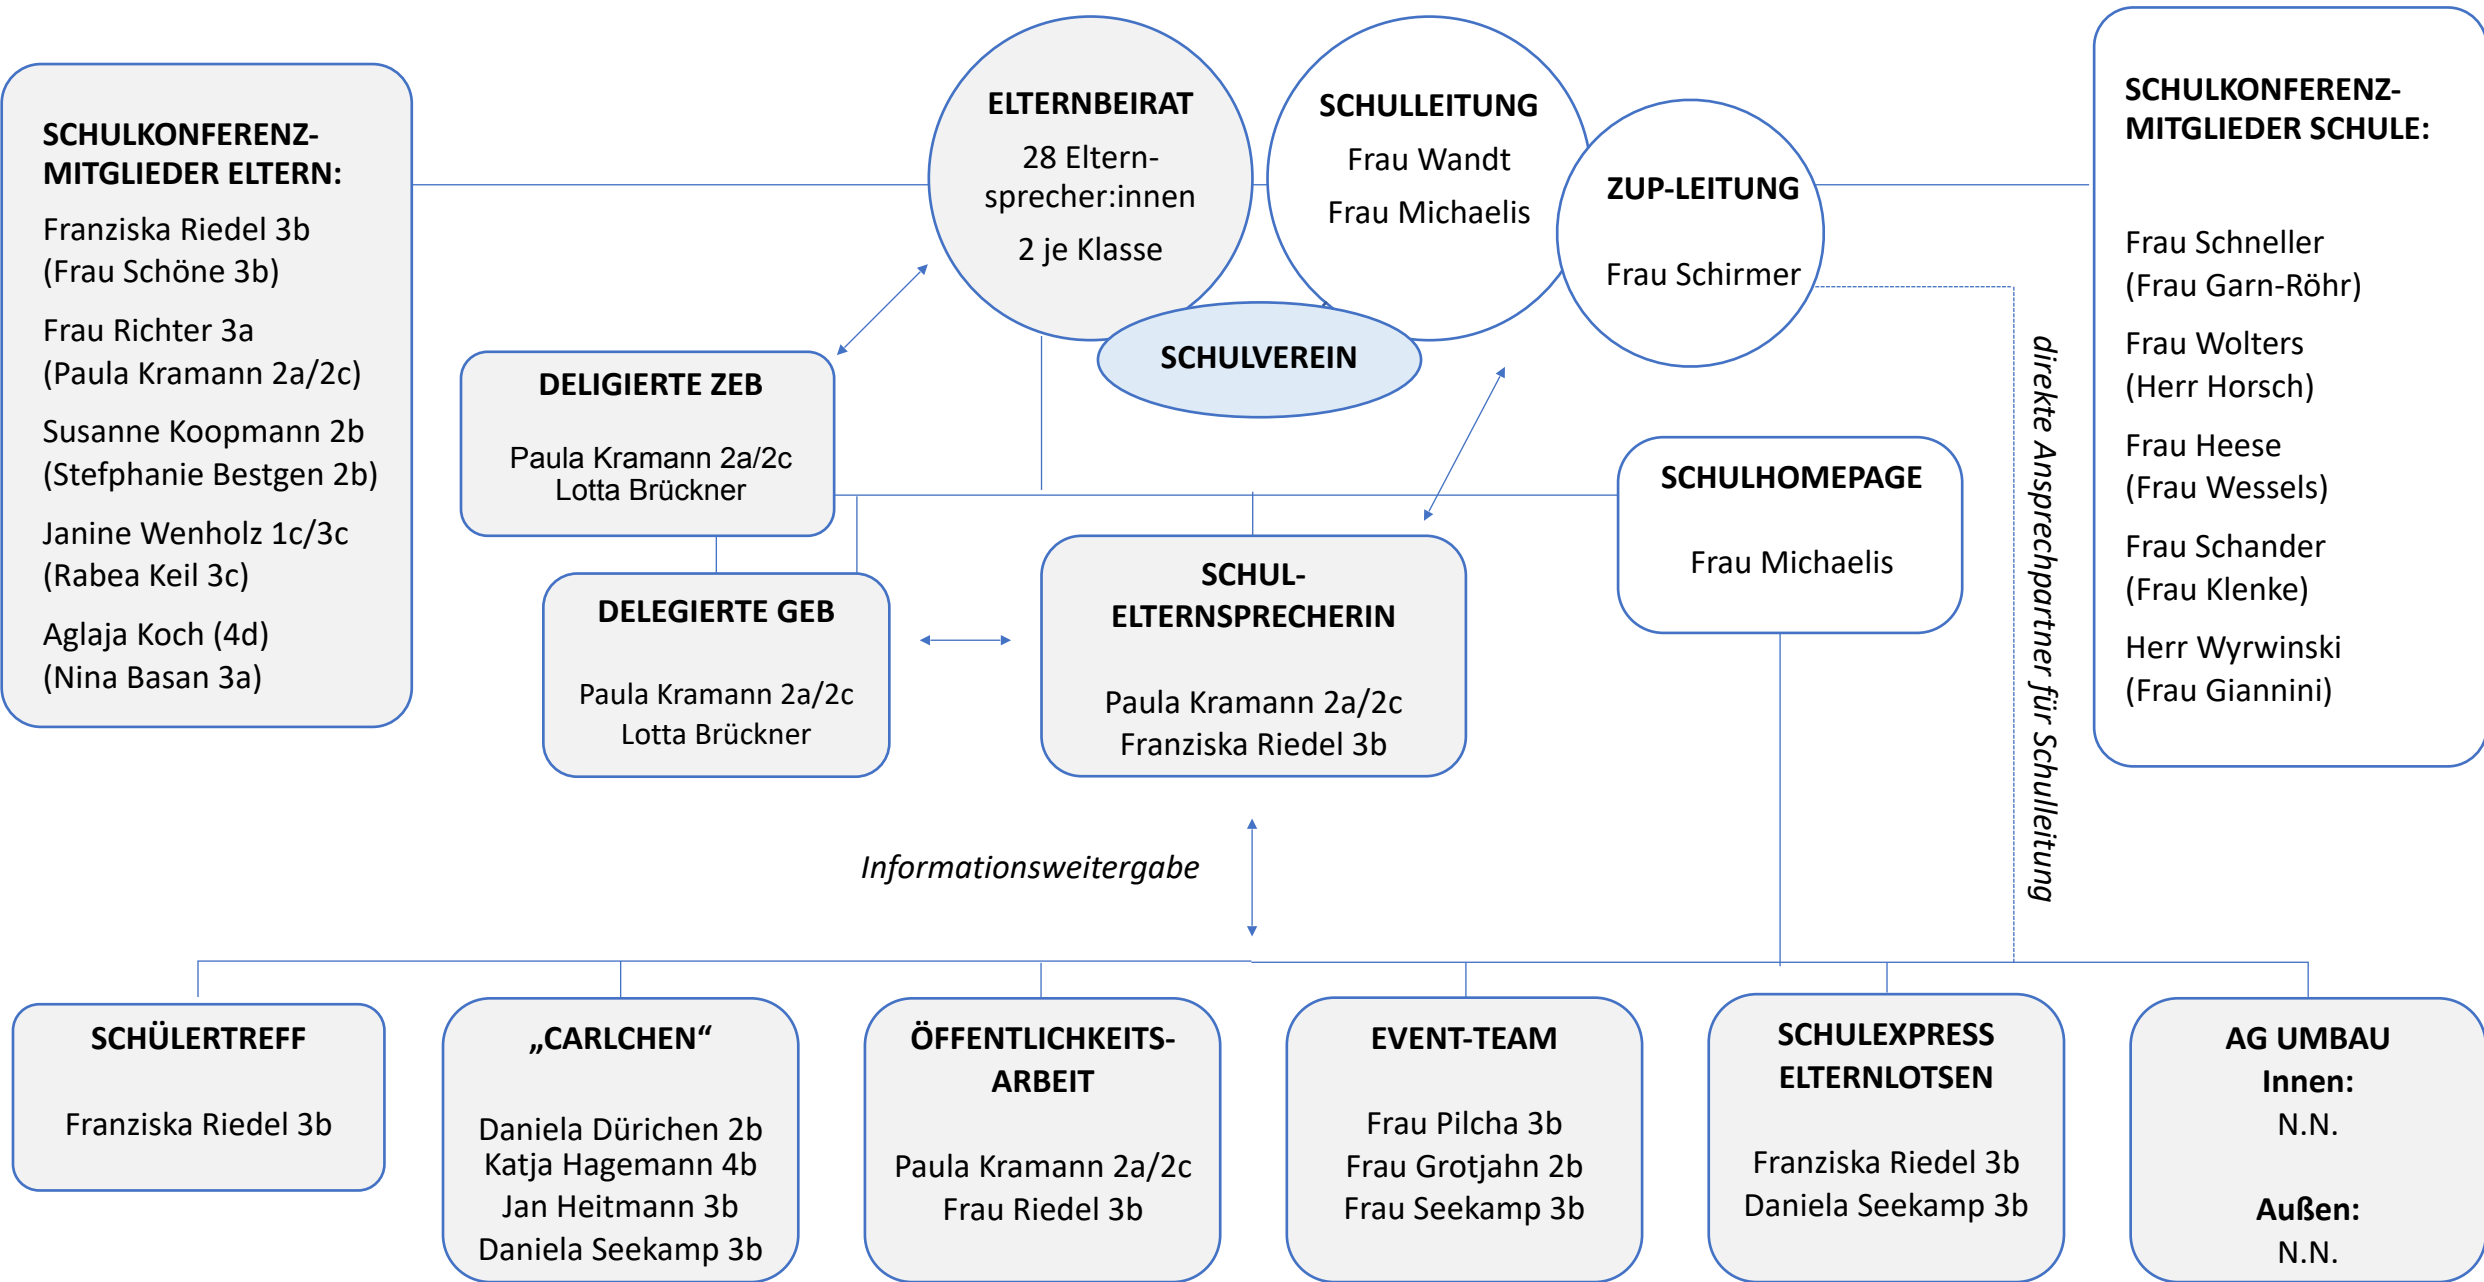 SCHULKONFERENZ-
MITGLIEDER ELTERN:
Franziska Riedel 3b
(Frau Schöne 3b)
Frau Richter 3a
(Paula Kramann 2a/2c)
Susanne Koopmann 2b
(Stefphanie Bestgen 2b)
Janine Wenholz 1c/3c
(Rabea Keil 3c)
Aglaja Koch (4d)
(Nina Basan 3a)
ELTERNBEIRAT
28 Eltern-
sprecher:innen
2 je Klasse
SCHULLEITUNG
Frau Wandt
Frau Michaelis
ZUP-LEITUNG
Frau Schirmer
SCHULVEREIN
SCHULKONFERENZ-
MITGLIEDER SCHULE:
Frau Schneller
(Frau Garn-Röhr)
Frau Wolters
(Herr Horsch)
Frau Heese
(Frau Wessels)
Frau Schander
(Frau Klenke)
Herr Wyrwinski
(Frau Giannini)
direkte Ansprechpartner für Schulleitung
DELIGIERTE ZEB
Paula Kramann 2a/2c
Lotta Brückner
DELEGIERTE GEB
Paula Kramann 2a/2c
Lotta Brückner
SCHUL-
ELTERNSPRECHERIN
Paula Kramann 2a/2c
Franziska Riedel 3b
SCHULHOMEPAGE
Frau Michaelis
Informationsweitergabe
SCHÜLERTREFF
Franziska Riedel 3b
„CARLCHEN“
Daniela Dürichen 2b
Katja Hagemann 4b
Jan Heitmann 3b
Daniela Seekamp 3b
ÖFFENTLICHKEITS-
ARBEIT
Paula Kramann 2a/2c
Frau Riedel 3b
EVENT-TEAM
Frau Pilcha 3b
Frau Grotjahn 2b
Frau Seekamp 3b
SCHULEXPRESS
ELTERNLOTSEN
Franziska Riedel 3b
Daniela Seekamp 3b
AG UMBAU
Innen:
N.N.
Außen:
N.N.